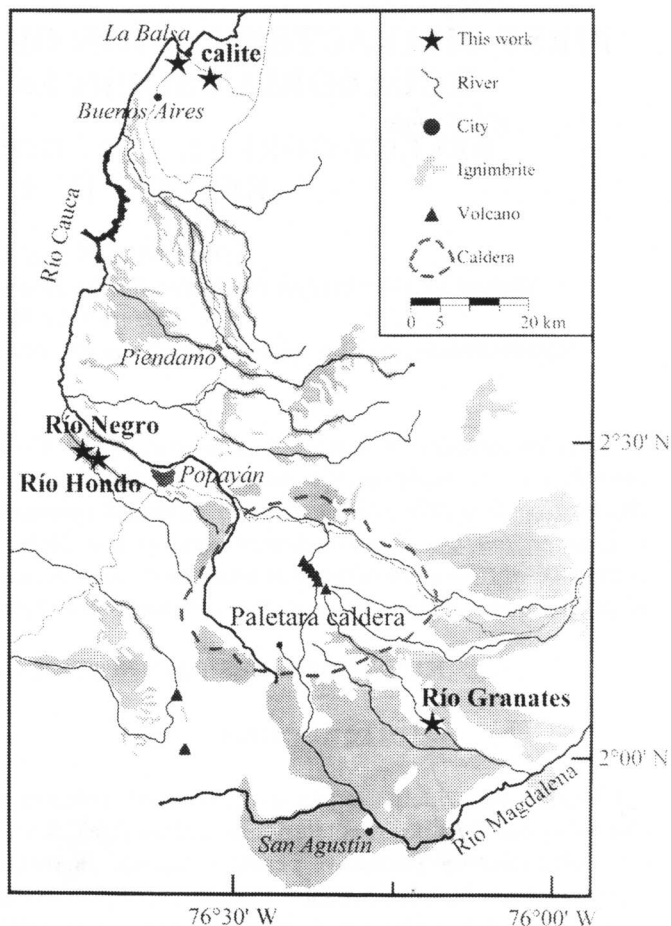 La Balsa
calite
Buenos Aires
Río Cauca
Piendamo
Río Negro
Río Hondo
Popayán
Paletara caldera
Río Granates
Río Magdalena
San Agustín
This work
River
City
Ignimbrite
Volcano
Caldera
0 5 20 km
2°30' N
2°00' N
76°30' W
76°00' W